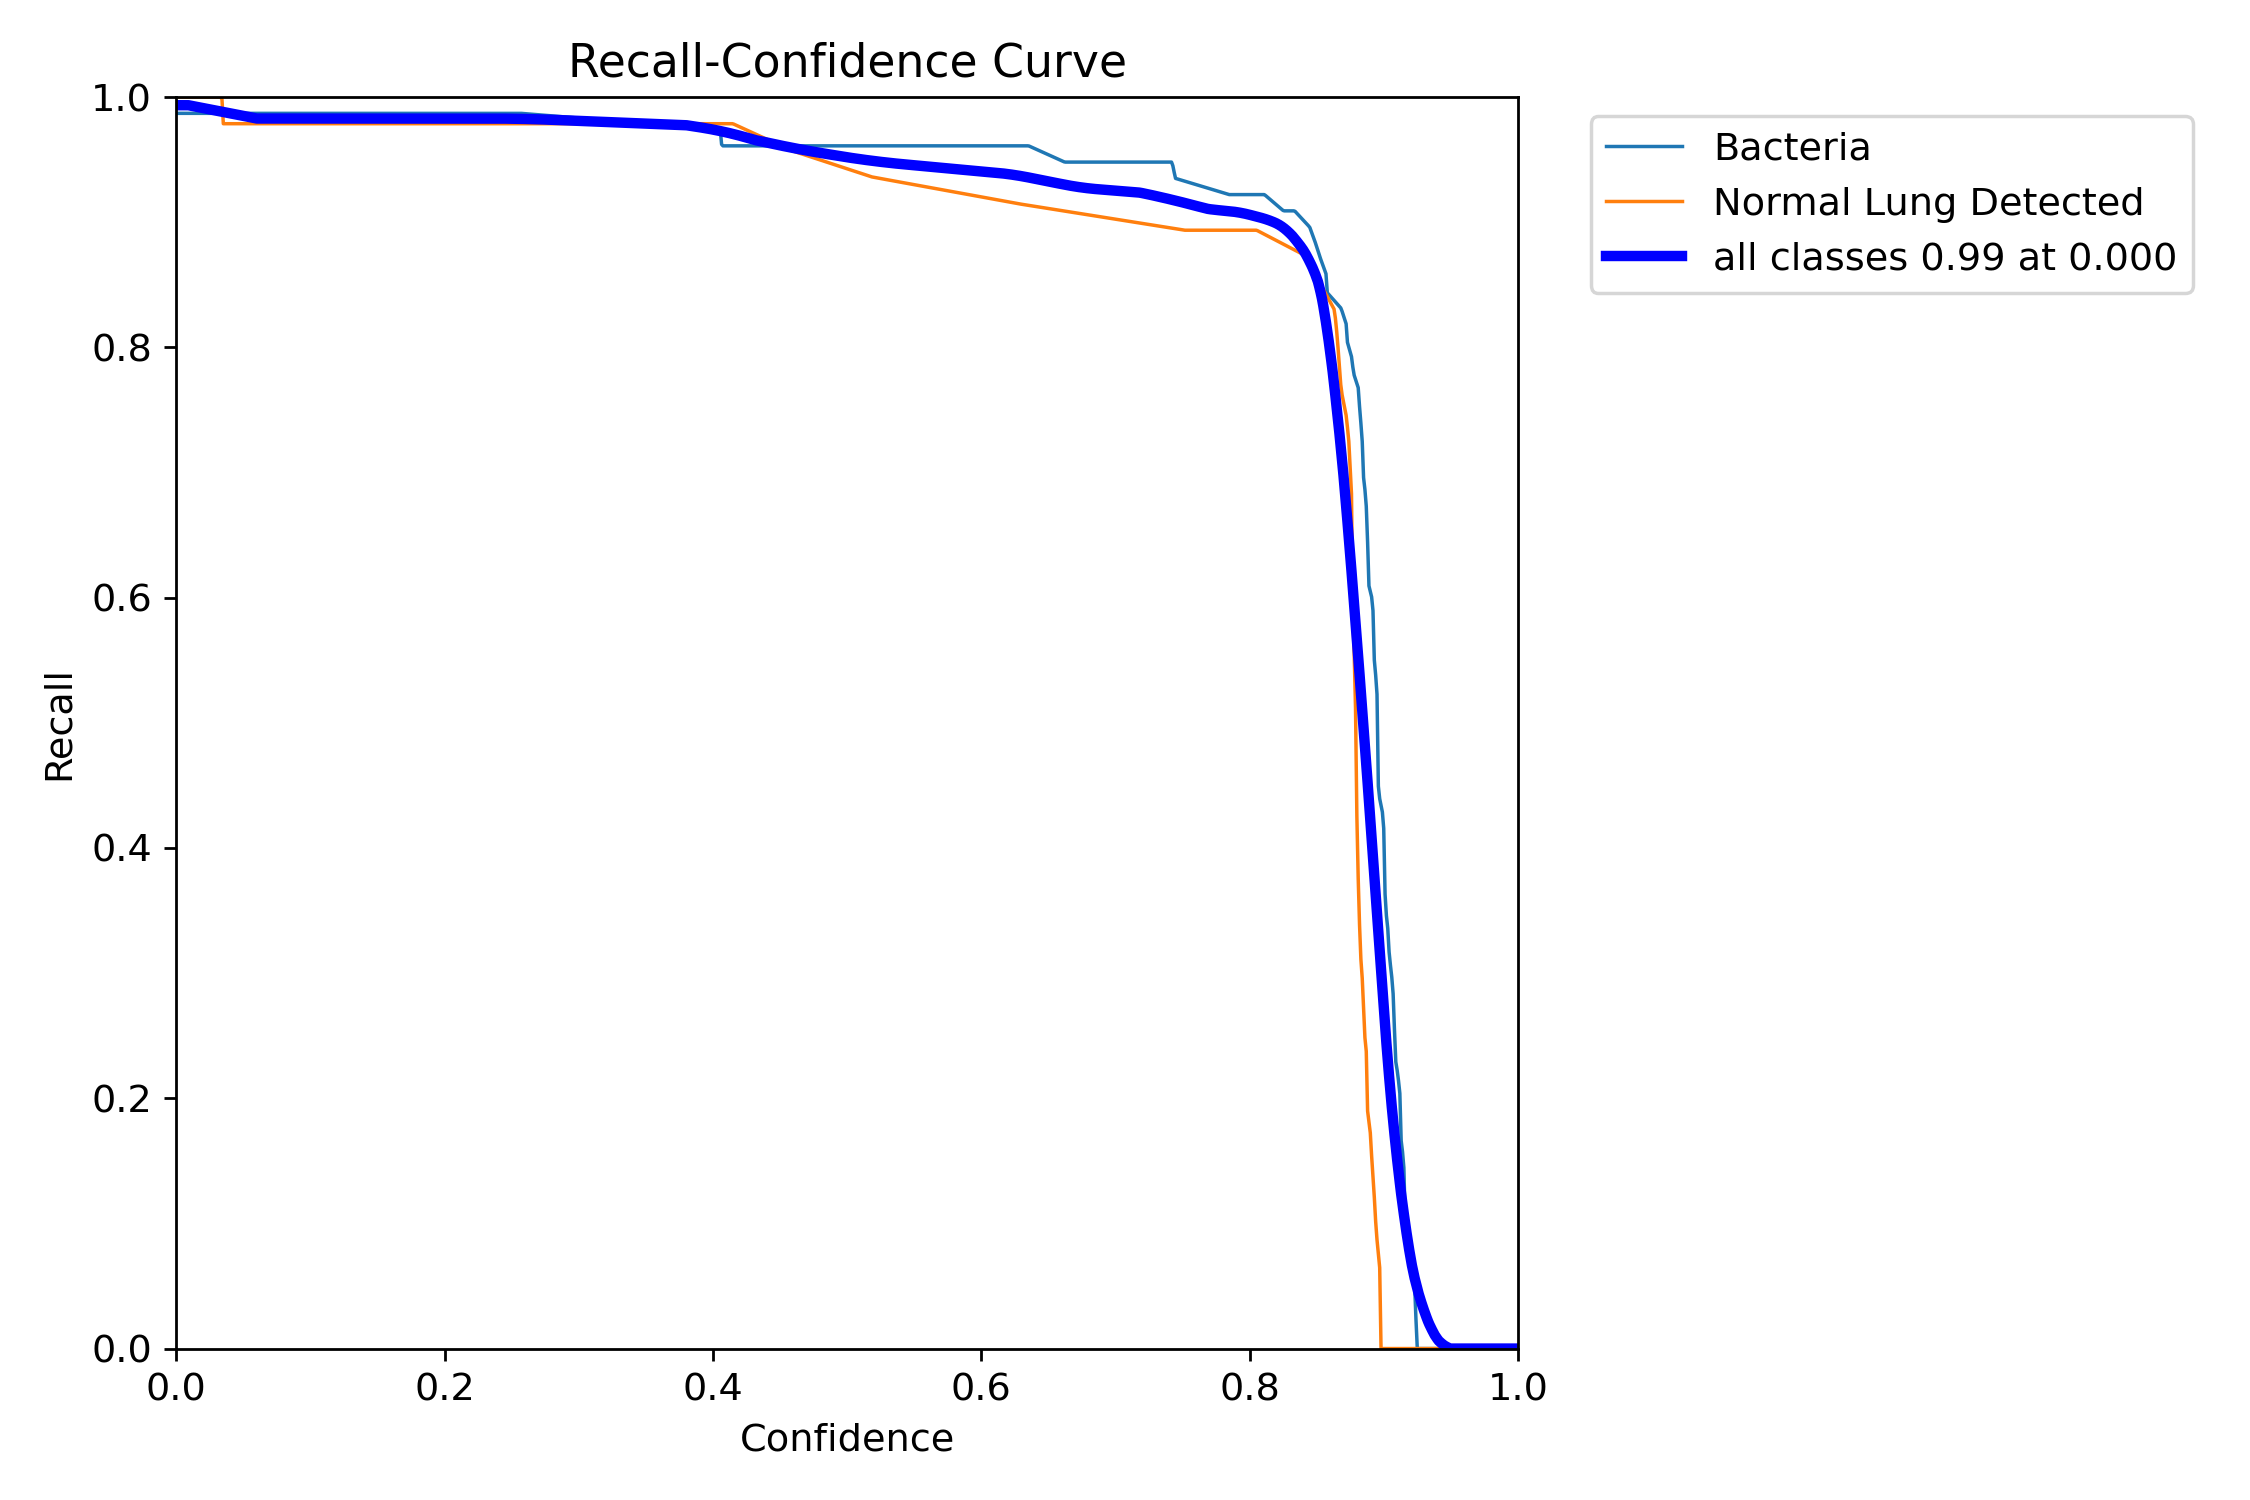 Recall-Confidence Curve
1.0
0.8
0.6
0.4
0.2
0.0
Recall
0.0 0.2 0.4 0.6 0.8 1.0
Confidence
Bacteria
Normal Lung Detected
all classes 0.99 at 0.000